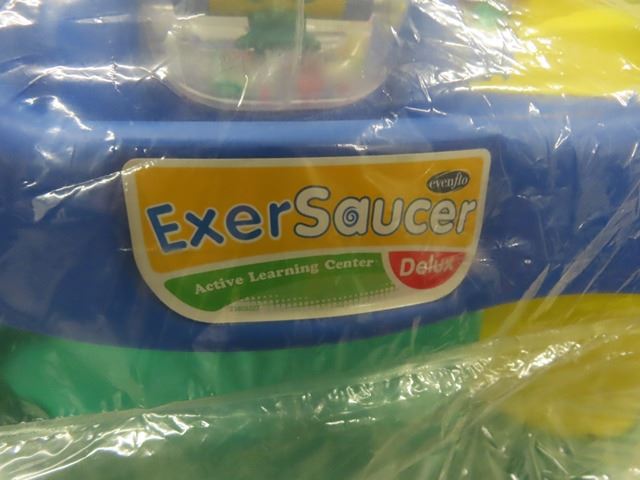 evenflo
ExerSaucer
Active Learning Center
Delux